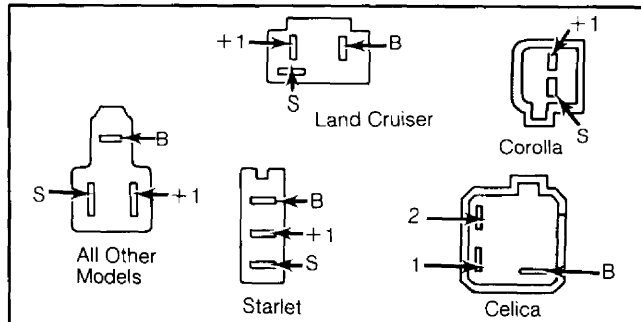 +1
B
S
Land Cruiser
+1
S
Corolla
B
S
+1
All Other
Models
B
+1
S
Starlet
2
1
B
Celica